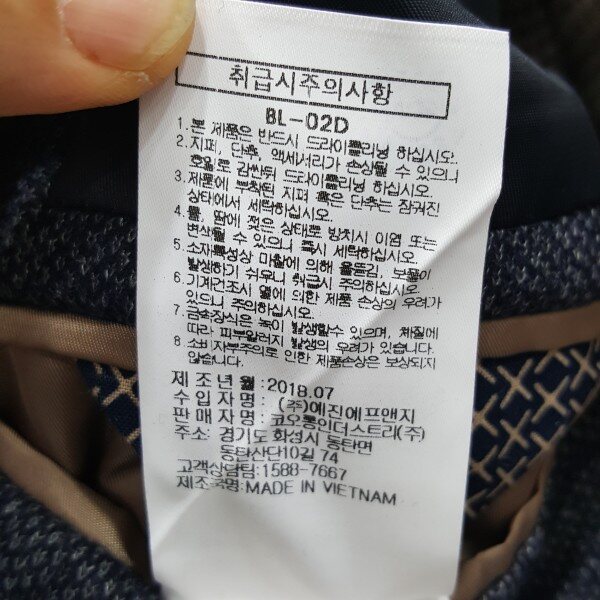 취급시주의사항
BL-02D
1. 본 제품은 반드시 드라이클리닝 하십시오.
2. 지퍼, 단추, 액세서리가 손상될 수 있으니
호일로 감싼뒤 드라이클리닝 하십시오.
3. 제품에 부착된 지퍼 혹은 단추는 잠궈진
상태에서 세탁하십시오.
4. 물, 땀에 젖은 상태로 방치시 이염 또는
변색될 수 있으니 즉시 세탁하십시오.
5. 소재특성상 마찰에 의해 올뜯김, 보풀이
발생하기 쉬우니 취급시 주의하십시오.
6. 기계건조시 열에 의한 제품 손상의 우려가
있으니 주의하십시오.
7. 금속장식은 녹이 발생할수 있으며, 체질에
따라 피부알러지 발생의 우려가 있습니다.
8. 소비자부주의로 인한 제품손상은 보상되지
않습니다.
제 조 년 월 : 2018.07
수 입 자 명 : (주)예진에프앤지
판 매 자 명 : 코오롱인더스트리(주)
주소: 경기도 화성시 동탄면
동탄산단10길 74
고객상담팀: 1588-7667
제조국명: MADE IN VIETNAM